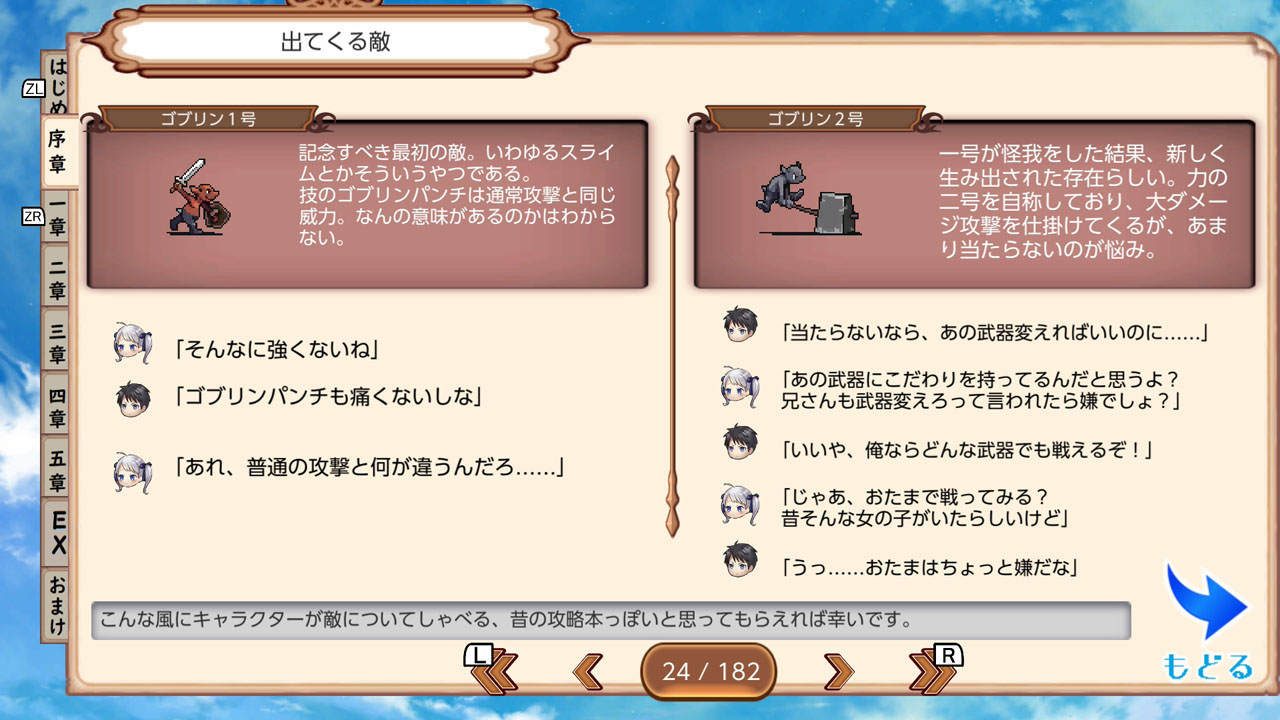 出てくる敵
ZL
はじめ
序章
ZR
一章
二章
三章
四章
五章
EX
おまけ
ゴブリン1号
記念すべき最初の敵。いわゆるスライ
ムとかそういうやつである。
技のゴブリンパンチは通常攻撃と同じ
威力。なんの意味があるのかはわから
ない。
「そんなに強くないね」
「ゴブリンパンチも痛くないしな」
「あれ、普通の攻撃と何が違うんだろ……」
ゴブリン2号
一号が怪我をした結果、新しく
生み出された存在らしい。力の
二号を自称しており、大ダメー
ジ攻撃を仕掛けてくるが、あま
り当たらないのが悩み。
「当たらないなら、あの武器変えればいいのに……」
「あの武器にこだわりを持ってるんだと思うよ？
兄さんも武器変えろって言われたら嫌でしょ？」
「いいや、俺ならどんな武器でも戦えるぞ！」
「じゃあ、おたまで戦ってみる？
昔そんな女の子がいたらしいけど」
「うっ……おたまはちょっと嫌だな」
こんな風にキャラクターが敵についてしゃべる、昔の攻略本っぽいと思ってもらえれば幸いです。
L
24 / 182
R
もどる